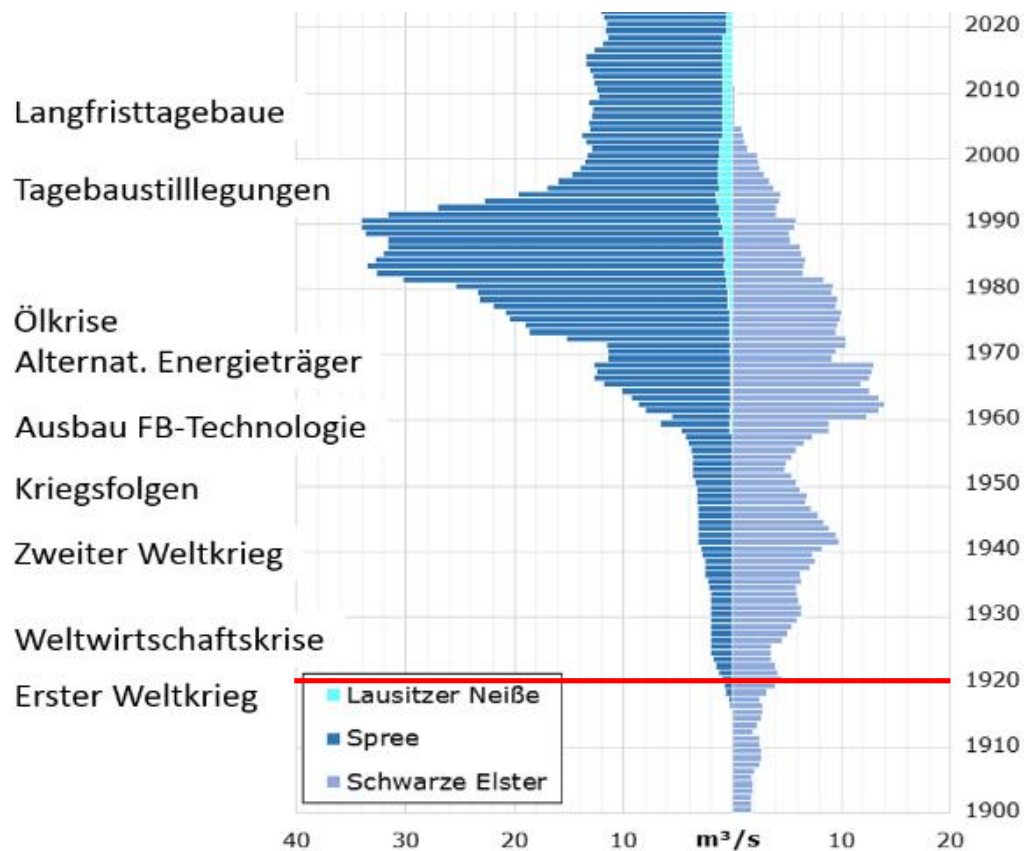 2020
2010
Langfristtagebaue
2000
Tagebaustilllegungen
1990
1980
Ölkrise
1970
Alternat. Energieträger
1960
Ausbau FB-Technologie
1950
Kriegsfolgen
1940
Zweiter Weltkrieg
1930
Weltwirtschaftskrise
1920
Erster Weltkrieg
Lausitzer Neiße
Spree
1910
Schwarze Elster
1900
40 30 20 10 m³/s 10 20